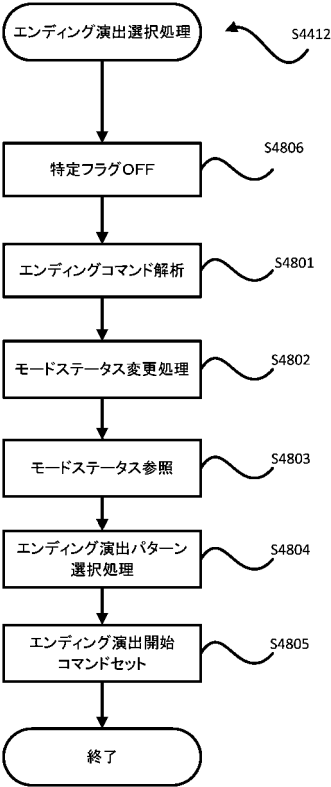 エンディング演出選択処理
S4412
特定フラグOFF
S4806
エンディングコマンド解析
S4801
モードステータス変更処理
S4802
モードステータス参照
S4803
エンディング演出パターン
選択処理
S4804
エンディング演出開始
コマンドセット
S4805
終了